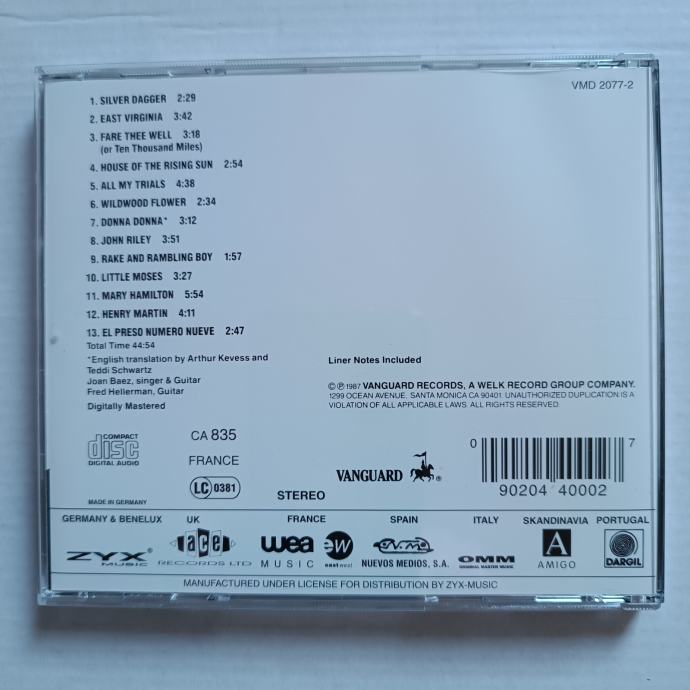 VMD 2077-2
1. SILVER DAGGER 2:29
2. EAST VIRGINIA 3:42
3. FARE THEE WELL 3:18
(or Ten Thousand Miles)
4. HOUSE OF THE RISING SUN 2:54
5. ALL MY TRIALS 4:38
6. WILDWOOD FLOWER 2:34
7. DONNA DONNA* 3:12
8. JOHN RILEY 3:51
9. RAKE AND RAMBLING BOY 1:57
10. LITTLE MOSES 3:27
11. MARY HAMILTON 5:54
12. HENRY MARTIN 4:11
13. EL PRESO NUMERO NUEVE 2:47
Total Time 44:54
*English translation by Arthur Kevess and
Teddi Schwartz
Joan Baez, singer & Guitar
Fred Hellerman, Guitar
Digitally Mastered
Liner Notes Included
©℗1987 VANGUARD RECORDS, A WELK RECORD GROUP COMPANY.
1299 OCEAN AVENUE, SANTA MONICA CA 90401. UNAUTHORIZED DUPLICATION IS A
VIOLATION OF ALL APPLICABLE LAWS. ALL RIGHTS RESERVED.
COMPACT
disc
DIGITAL AUDIO
CA 835
FRANCE
LC 0381
MADE IN GERMANY
STEREO
VANGUARD ®
0 90204 40002 7
GERMANY & BENELUX UK FRANCE SPAIN ITALY SKANDINAVIA PORTUGAL
ZYX® MUSIC
ace RECORDS LTD
wea MUSIC
ew east west
NUEVOS MEDIOS, S.A.
OMM
ORIGINAL MASTER MUSIC
A AMIGO
DARGIL
MANUFACTURED UNDER LICENSE FOR DISTRIBUTION BY ZYX-MUSIC